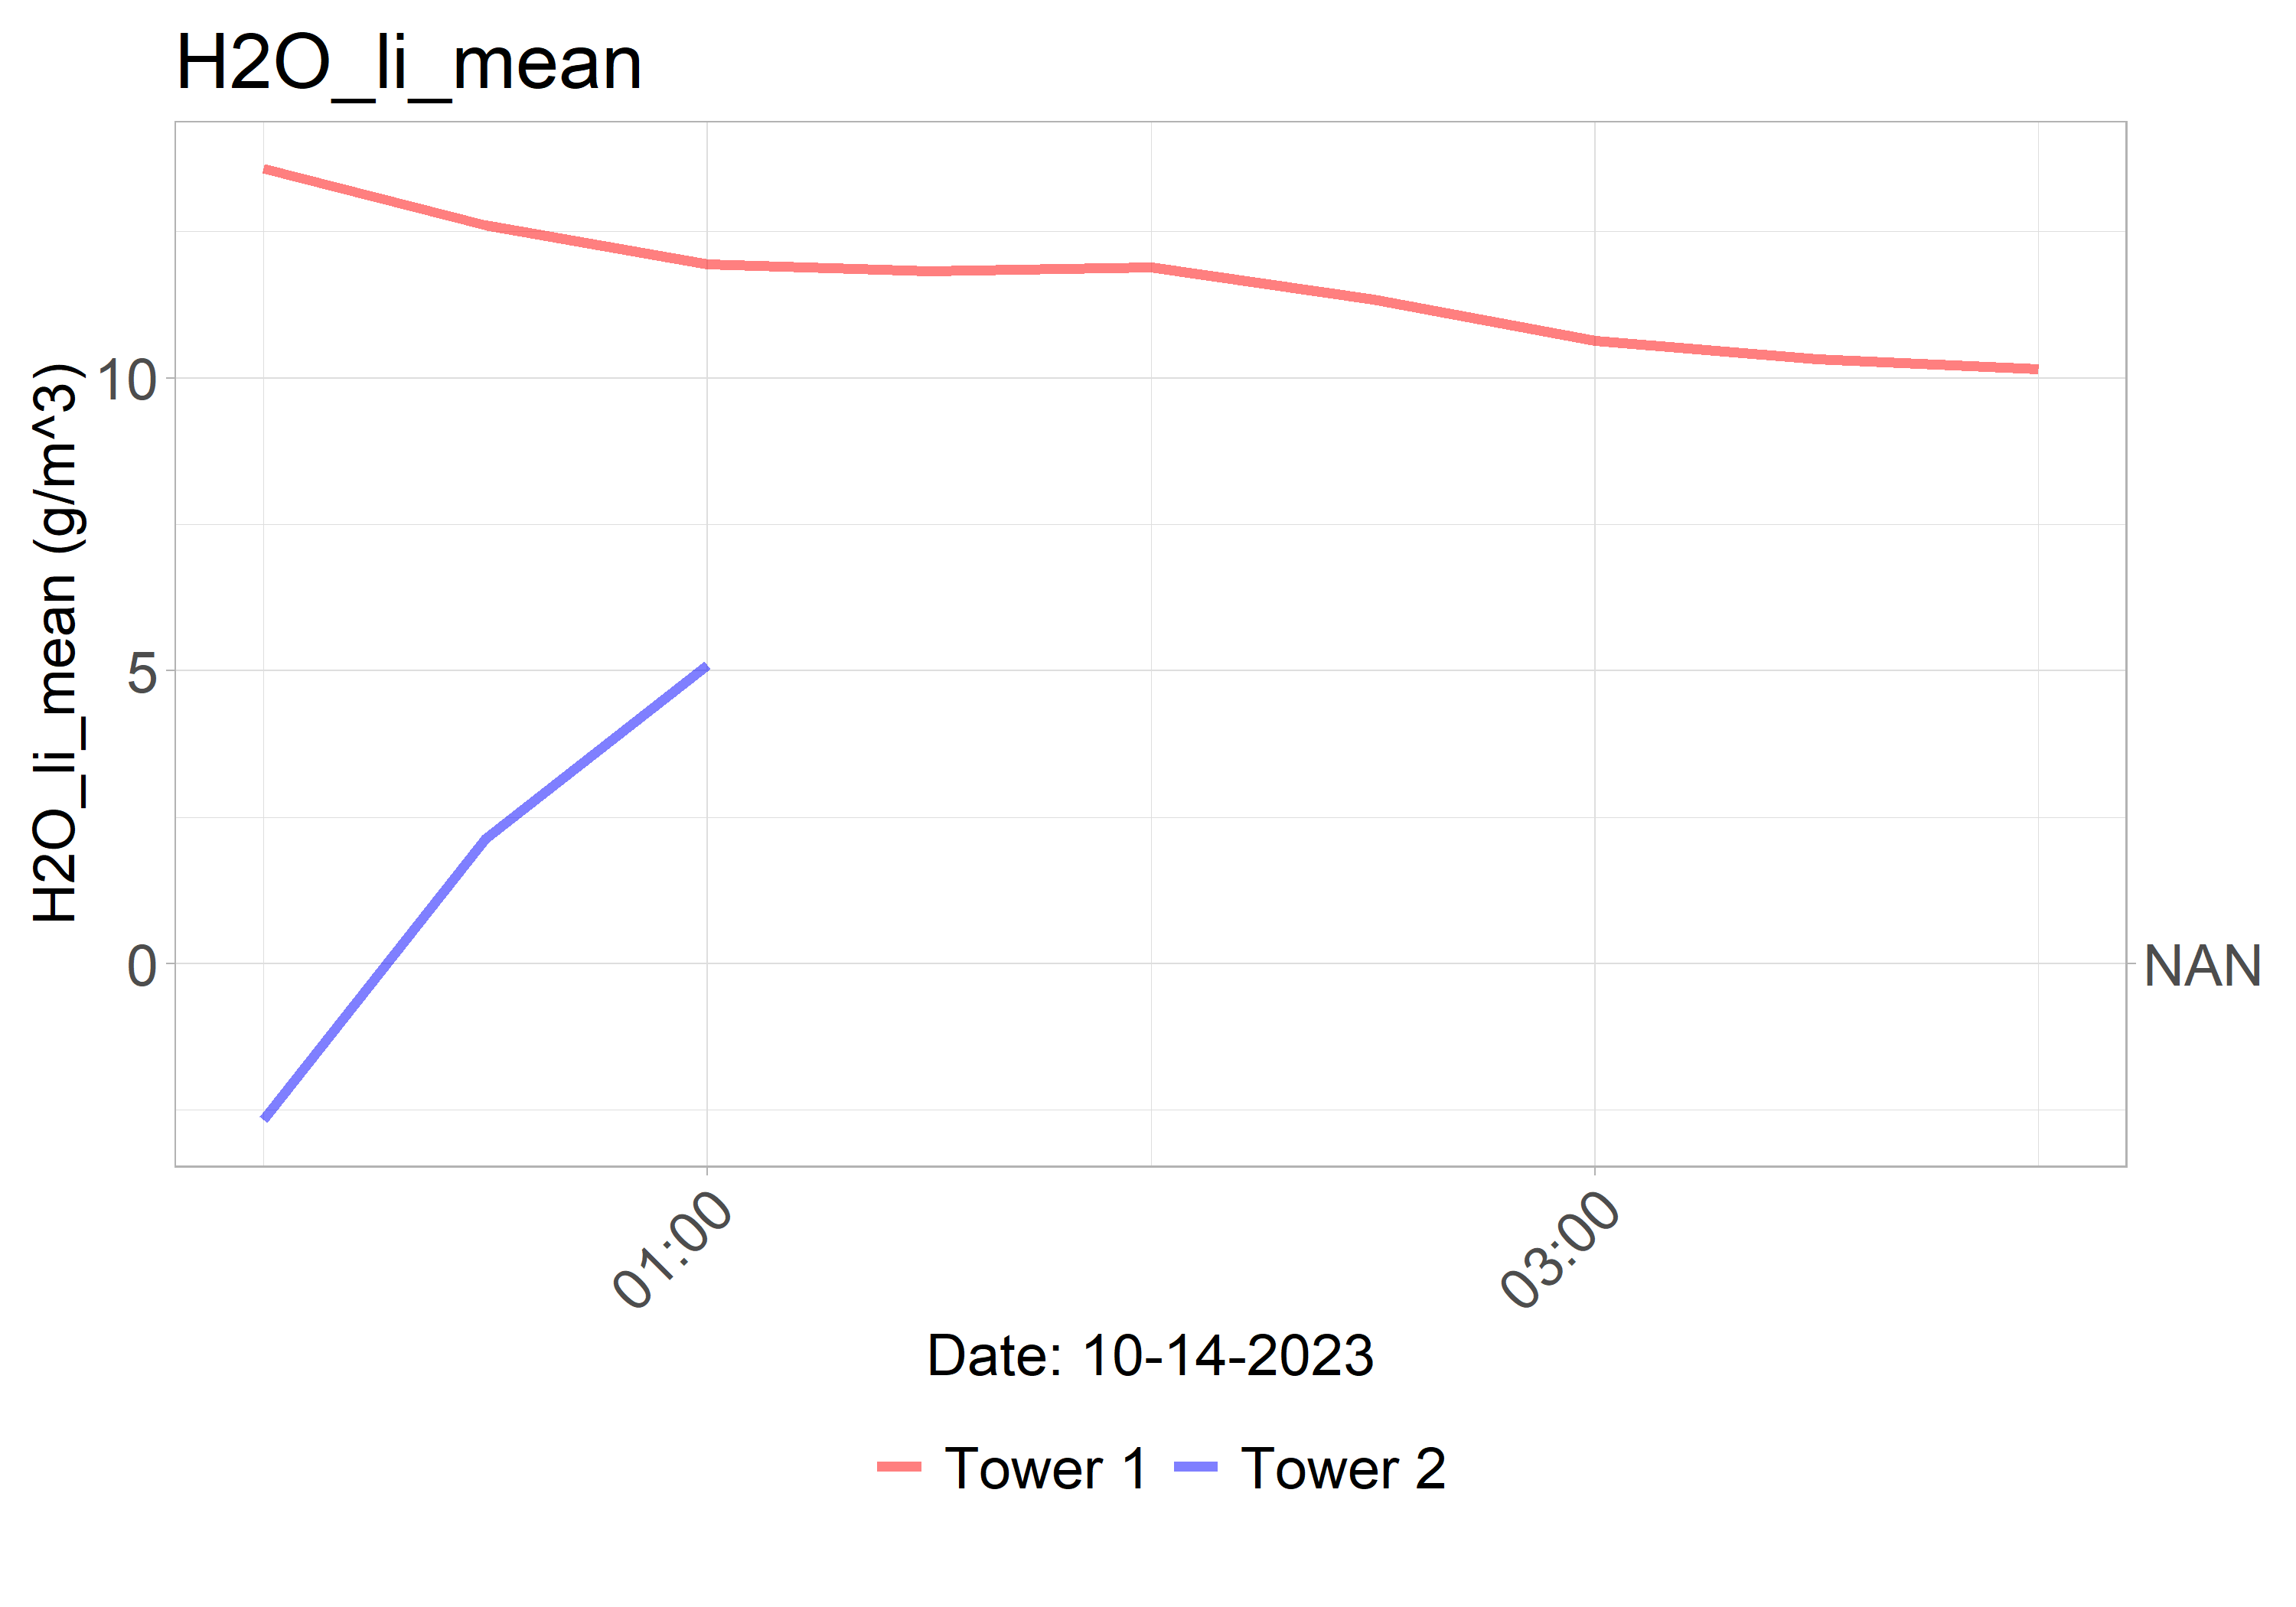 H2O_li_mean
H2O_li_mean (g/m^3)
10
5
0
NAN
01:00
03:00
Date: 10-14-2023
Tower 1
Tower 2